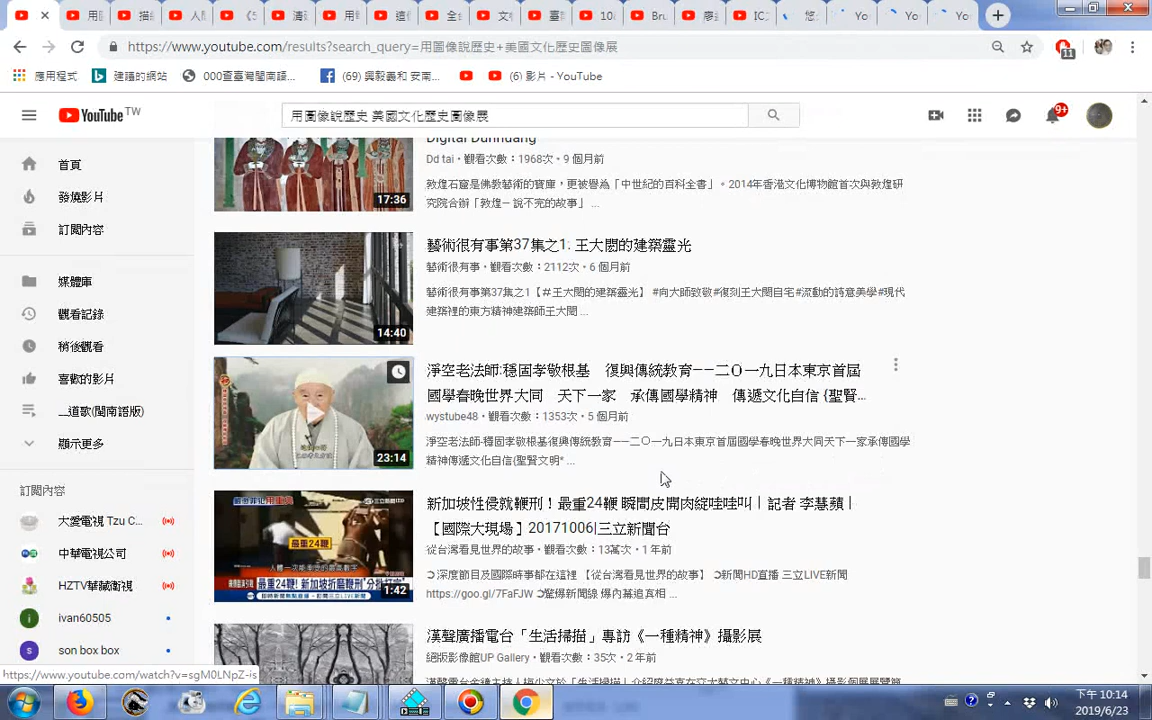 https://www.youtube.com/results?search_query=用圖像說歷史+美國文化歷史圖像展
11
應用程式
建議的網站
000查臺灣閩南語...
(69) 興毅義和 安南...
(6) 影片 - YouTube
YouTube TW
用圖像說歷史 美國文化歷史圖像展
9+
首頁
發燒影片
訂閱內容
媒體庫
觀看記錄
稍後觀看
喜歡的影片
__道歌(閩南語版)
顯示更多
訂閱內容
大愛電視 Tzu C...
中華電視公司
HZTV華藏衛視
ivan60505
son box box
Digital Dunhuang
Dd tai • 觀看次數：1968次 • 9 個月前
敦煌石窟是佛教藝術的寶庫，更被譽為「中世紀的百科全書」。2014年香港文化博物館首次與敦煌研
究院合辦「敦煌－說不完的故事」 ...
17:36
藝術很有事第37集之1: 王大閎的建築靈光
藝術很有事 • 觀看次數：2112次 • 6 個月前
藝術很有事第37集之1【＃王大閎的建築靈光】 #向大師致敬#復刻王大閎自宅#流動的詩意美學#現代
建築裡的東方精神建築師王大閎 ...
14:40
淨空老法師:穩固孝敬根基　復興傳統教育——二〇一九日本東京首屆
國學春晚世界大同　天下一家　承傳國學精神　傳遞文化自信 {聖賢...
wystube48 • 觀看次數：1353次 • 5 個月前
淨空老法師-穩固孝敬根基復興傳統教育——二〇一九日本東京首屆國學春晚世界大同天下一家承傳國學
精神傳遞文化自信{聖賢文明* ...
23:14
新加坡性侵就鞭刑！最重24鞭 瞬間皮開肉綻哇哇叫｜記者 李慧蘋｜
【國際大現場】20171006|三立新聞台
從台灣看見世界的故事 • 觀看次數：13萬次 • 1 年前
➲深度節目及國際時事都在這裡 【從台灣看見世界的故事】 ➲新聞HD直播 三立LIVE新聞
https://goo.gl/7FaFJW ➲驚爆新聞線 爆內幕追真相 ...
最重24鞭
1:42
漢聲廣播電台「生活掃描」專訪《一種精神》攝影展
絕版影像館UP Gallery • 觀看次數：35次 • 2 年前
https://www.youtube.com/watch?v=sgM0LNpZ-is
下午 10:14
2019/6/23